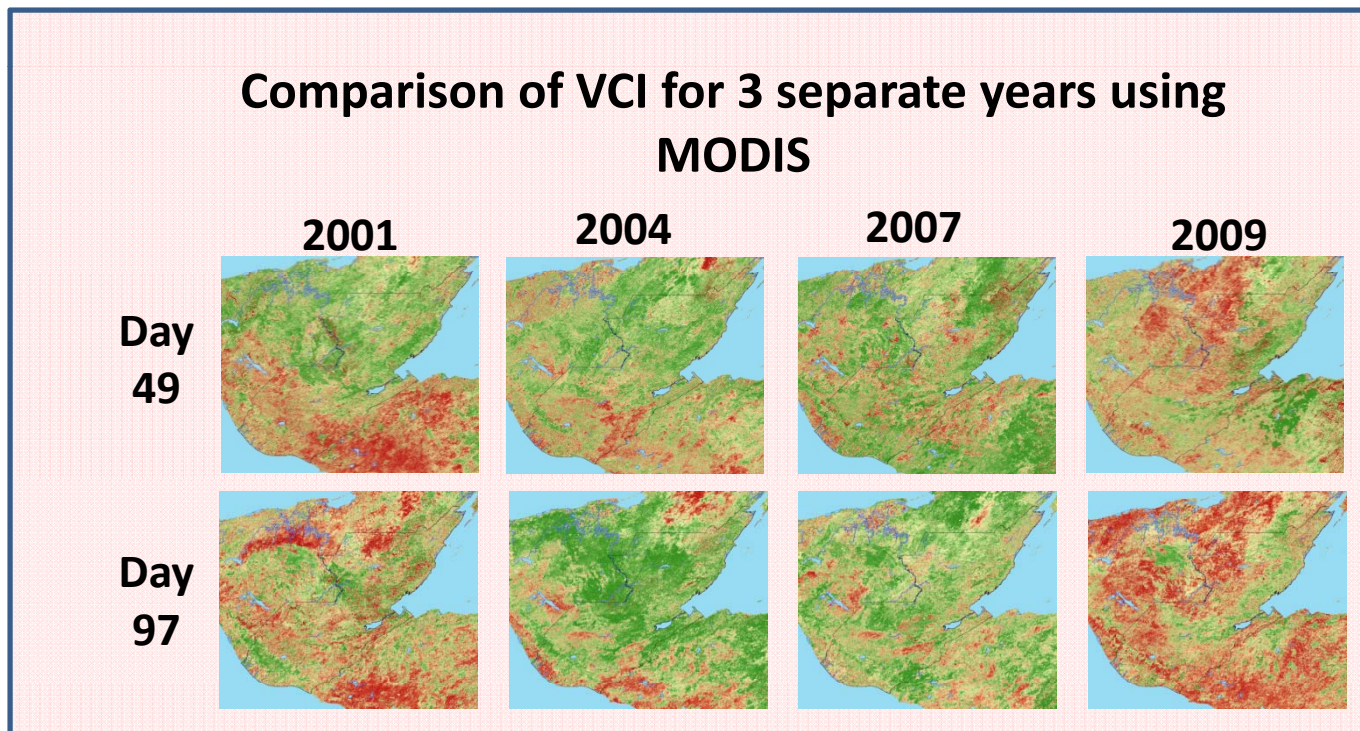 Comparison of VCI for 3 separate years using
MODIS
2001 2004 2007 2009
Day
49
Day
97